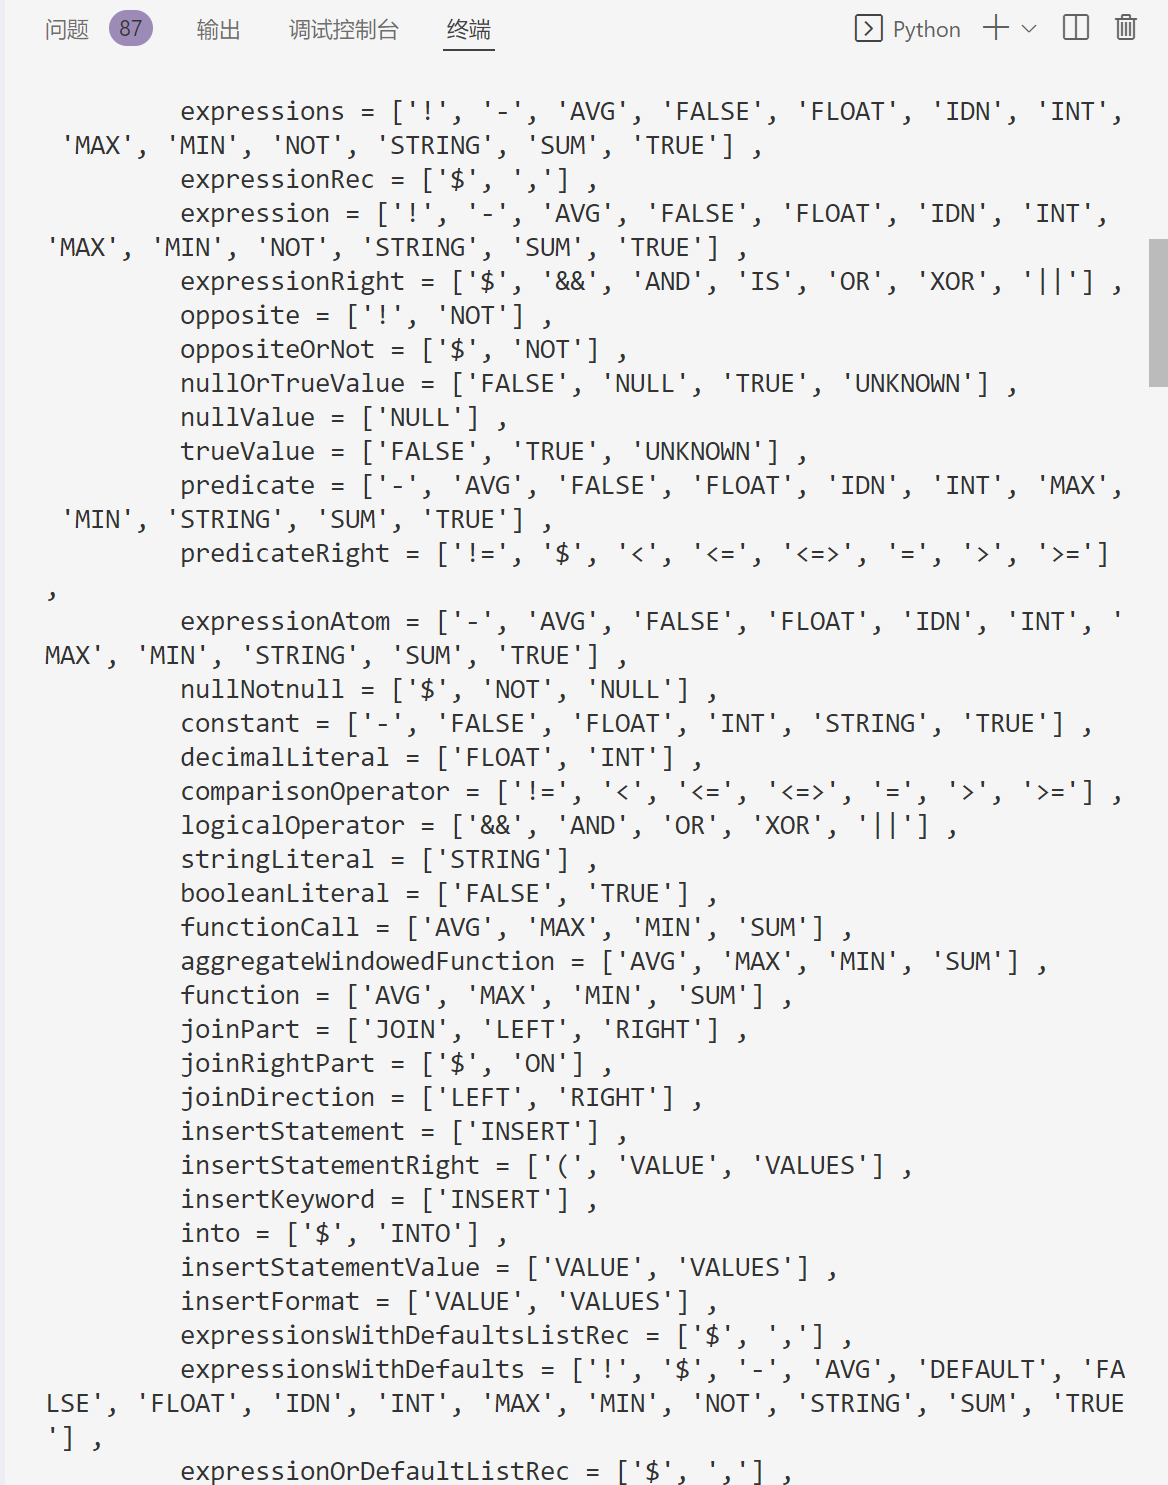 问题 87 输出 调试控制台 终端 Python
expressions = ['!', '-', 'AVG', 'FALSE', 'FLOAT', 'IDN', 'INT',
'MAX', 'MIN', 'NOT', 'STRING', 'SUM', 'TRUE'] ,
expressionRec = ['$', ','] ,
expression = ['!', '-', 'AVG', 'FALSE', 'FLOAT', 'IDN', 'INT',
'MAX', 'MIN', 'NOT', 'STRING', 'SUM', 'TRUE'] ,
expressionRight = ['$', '&&', 'AND', 'IS', 'OR', 'XOR', '||'] ,
opposite = ['!', 'NOT'] ,
oppositeOrNot = ['$', 'NOT'] ,
nullOrTrueValue = ['FALSE', 'NULL', 'TRUE', 'UNKNOWN'] ,
nullValue = ['NULL'] ,
trueValue = ['FALSE', 'TRUE', 'UNKNOWN'] ,
predicate = ['-', 'AVG', 'FALSE', 'FLOAT', 'IDN', 'INT', 'MAX',
'MIN', 'STRING', 'SUM', 'TRUE'] ,
predicateRight = ['!=', '$', '<', '<=', '<=>', '=', '>', '>=']
,
expressionAtom = ['-', 'AVG', 'FALSE', 'FLOAT', 'IDN', 'INT', '
MAX', 'MIN', 'STRING', 'SUM', 'TRUE'] ,
nullNotnull = ['$', 'NOT', 'NULL'] ,
constant = ['-', 'FALSE', 'FLOAT', 'INT', 'STRING', 'TRUE'] ,
decimalLiteral = ['FLOAT', 'INT'] ,
comparisonOperator = ['!=', '<', '<=', '<=>', '=', '>', '>='] ,
logicalOperator = ['&&', 'AND', 'OR', 'XOR', '||'] ,
stringLiteral = ['STRING'] ,
booleanLiteral = ['FALSE', 'TRUE'] ,
functionCall = ['AVG', 'MAX', 'MIN', 'SUM'] ,
aggregateWindowedFunction = ['AVG', 'MAX', 'MIN', 'SUM'] ,
function = ['AVG', 'MAX', 'MIN', 'SUM'] ,
joinPart = ['JOIN', 'LEFT', 'RIGHT'] ,
joinRightPart = ['$', 'ON'] ,
joinDirection = ['LEFT', 'RIGHT'] ,
insertStatement = ['INSERT'] ,
insertStatementRight = ['(', 'VALUE', 'VALUES'] ,
insertKeyword = ['INSERT'] ,
into = ['$', 'INTO'] ,
insertStatementValue = ['VALUE', 'VALUES'] ,
insertFormat = ['VALUE', 'VALUES'] ,
expressionsWithDefaultsListRec = ['$', ','] ,
expressionsWithDefaults = ['!', '$', '-', 'AVG', 'DEFAULT', 'FA
LSE', 'FLOAT', 'IDN', 'INT', 'MAX', 'MIN', 'NOT', 'STRING', 'SUM', 'TRUE
'] ,
expressionOrDefaultListRec = ['$', ','] ,